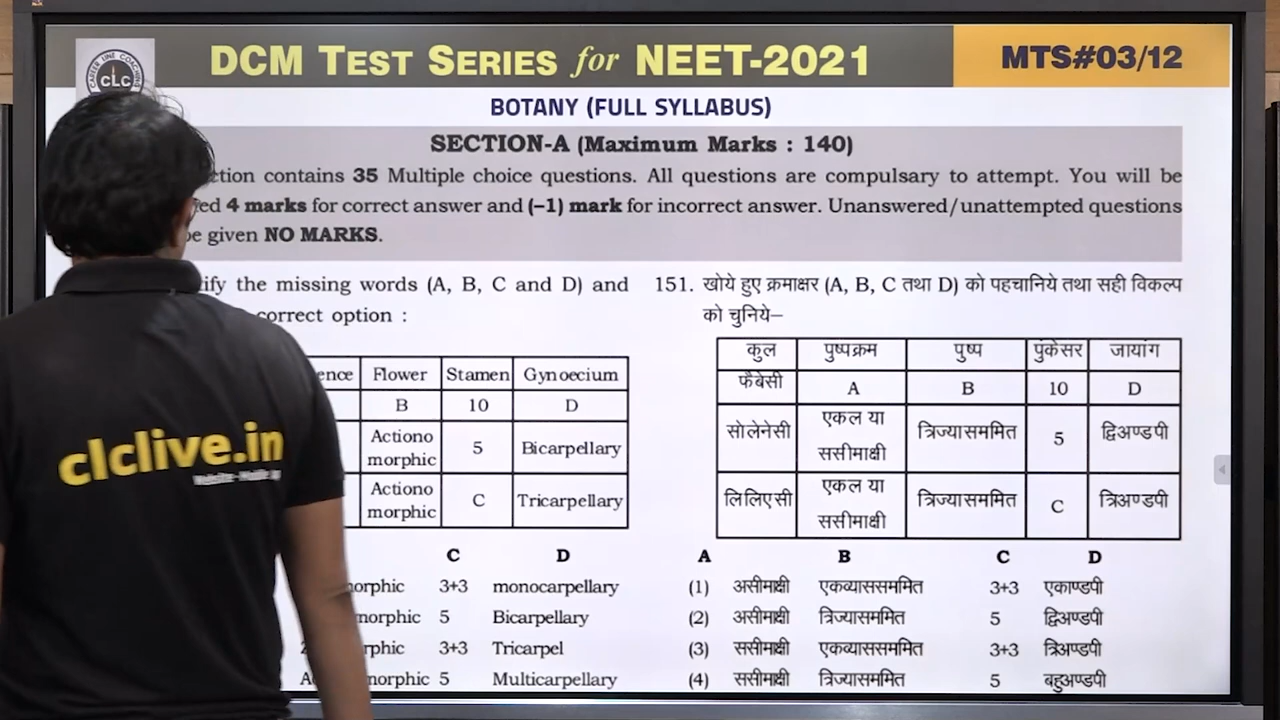 CAREER LINE COACHING
CLC
DCM TEST SERIES for NEET-2021
MTS#03/12
BOTANY (FULL SYLLABUS)
SECTION-A (Maximum Marks : 140)
ction contains 35 Multiple choice questions. All questions are compulsary to attempt. You will be
ed 4 marks for correct answer and (–1) mark for incorrect answer. Unanswered/unattempted questions
be given NO MARKS.
ify the missing words (A, B, C and D) and
correct option :
ence Flower Stamen Gynoecium
B 10 D
Actiono morphic 5 Bicarpellary
Actiono morphic C Tricarpellary
C D
norphic 3+3 monocarpellary
morphic 5 Bicarpellary
Z rphic 3+3 Tricarpel
Ac morphic 5 Multicarpellary
151. खोये हुए क्रमाक्षर (A, B, C तथा D) को पहचानिये तथा सही विकल्प
को चुनिये–
कुल पुष्पक्रम पुष्प पुंकेसर जायांग
फैबेसी A B 10 D
सोलेनेसी एकल या ससीमाक्षी त्रिज्यासममित 5 द्विअण्डपी
लिलिएसी एकल या ससीमाक्षी त्रिज्यासममित C त्रिअण्डपी
A B C D
(1) असीमाक्षी एकव्याससममित 3+3 एकाण्डपी
(2) असीमाक्षी त्रिज्यासममित 5 द्विअण्डपी
(3) ससीमाक्षी एकव्याससममित 3+3 त्रिअण्डपी
(4) ससीमाक्षी त्रिज्यासममित 5 बहुअण्डपी
clclive.in